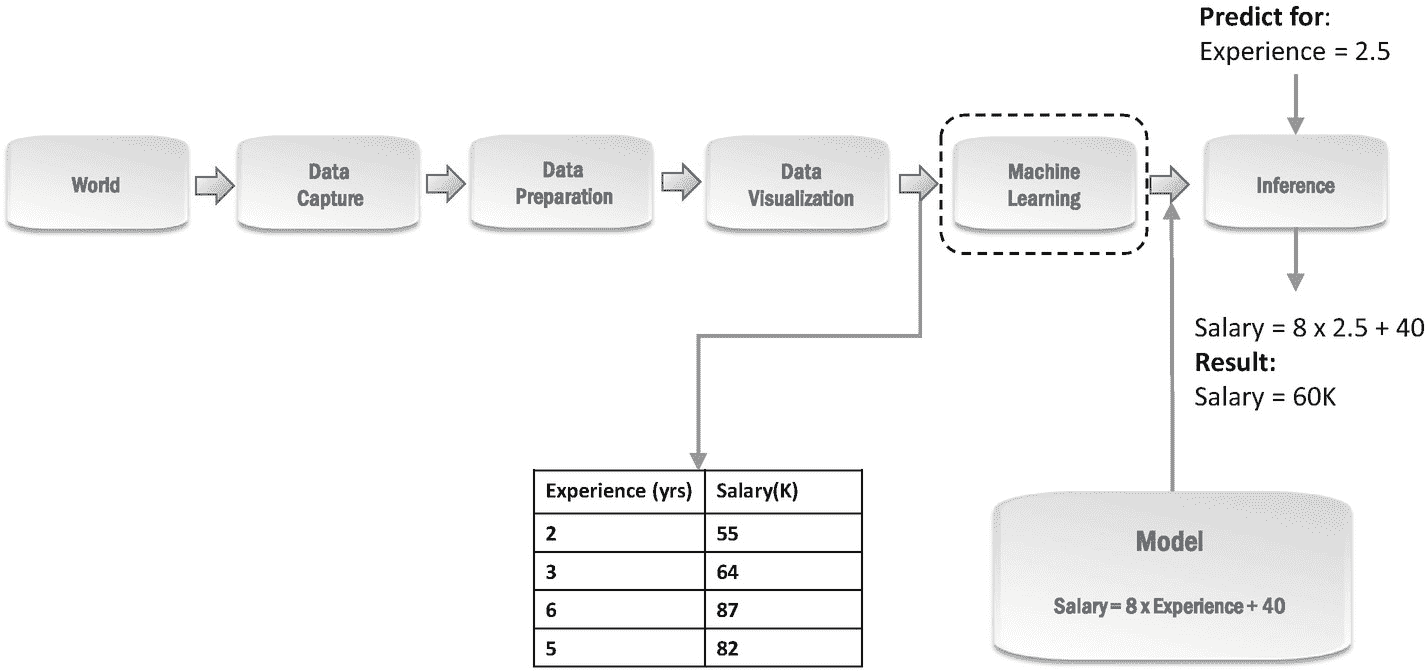 Predict for:
Experience = 2.5
World
Data
Capture
Data
Preparation
Data
Visualization
Machine
Learning
Inference
Salary = 8 x 2.5 + 40
Result:
Salary = 60K
Experience (yrs) Salary(K)
2 55
3 64
6 87
5 82
Model
Salary = 8 x Experience + 40